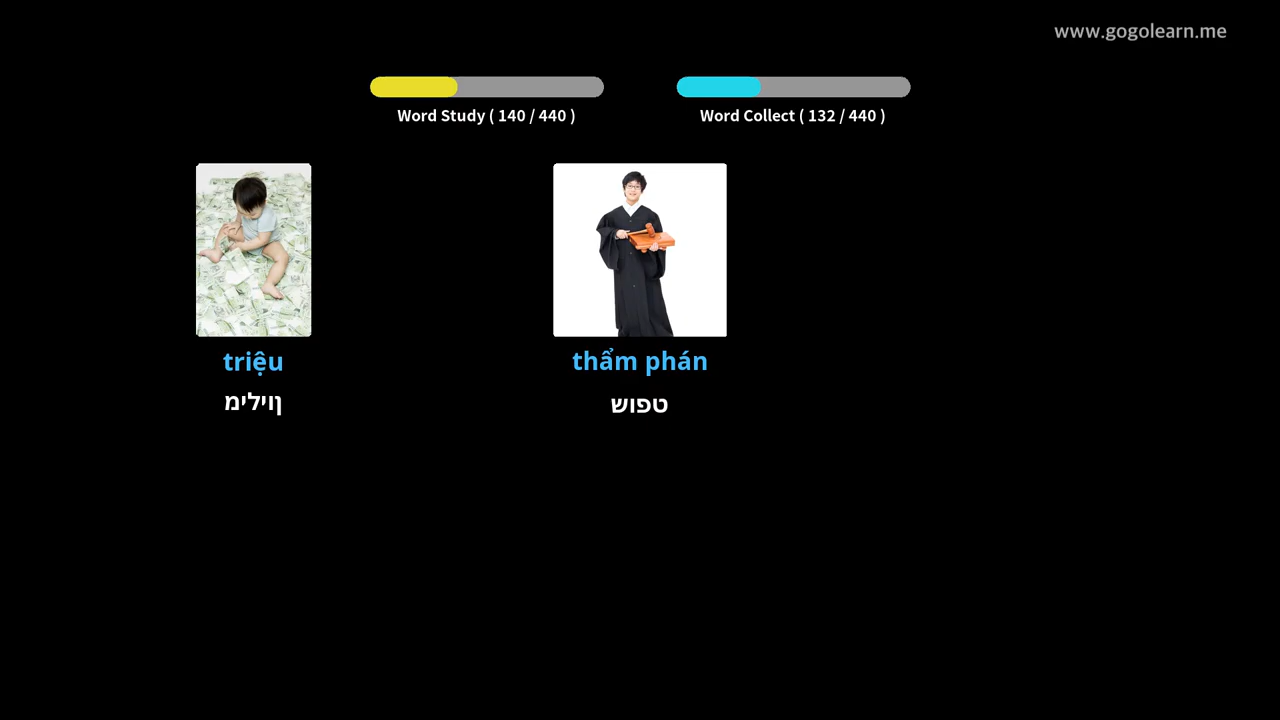 www.gogolearn.me
Word Study ( 140 / 440 )
Word Collect ( 132 / 440 )
triệu
מיליון
thẩm phán
שופט